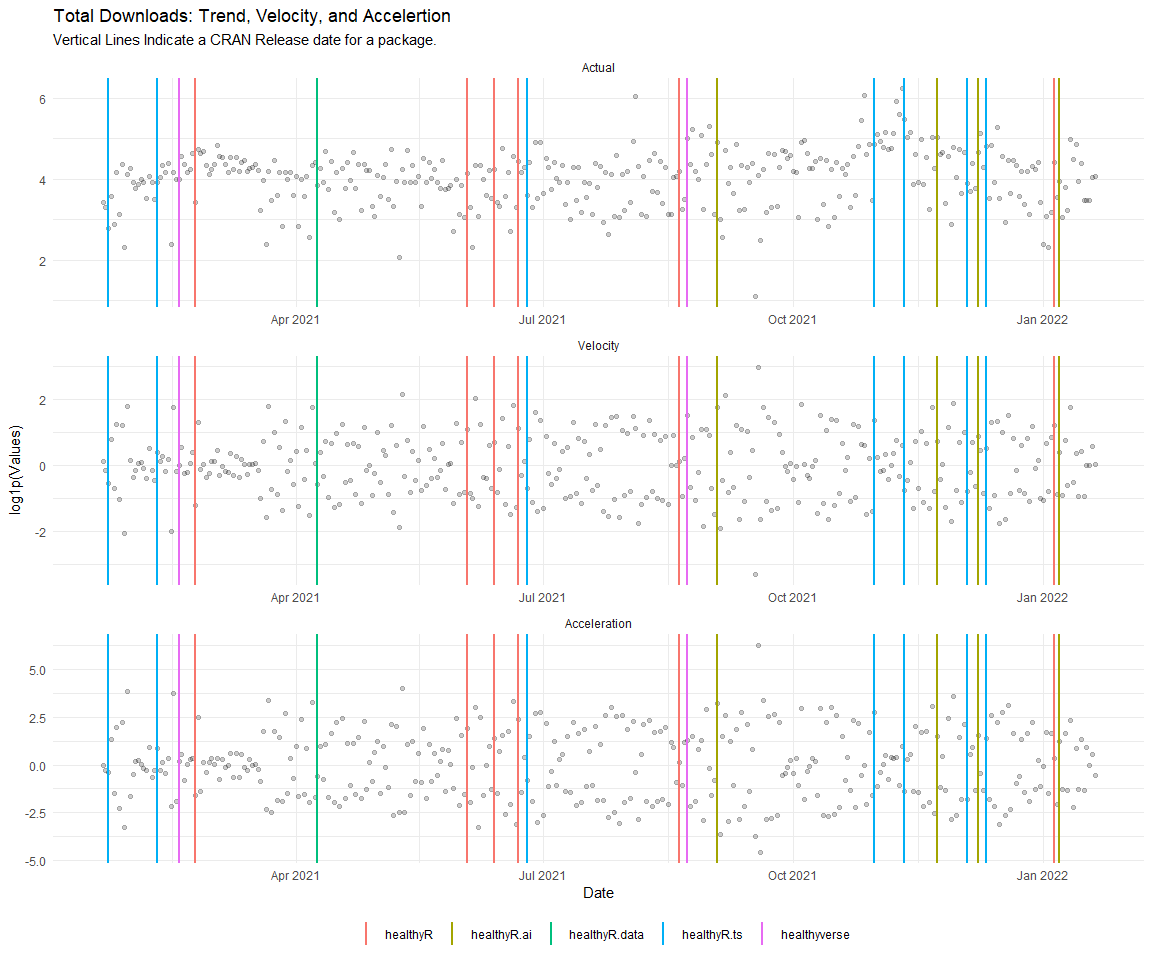 Total Downloads: Trend, Velocity, and Accelertion
Vertical Lines Indicate a CRAN Release date for a package.
Actual
6
4
2
Apr 2021 Jul 2021 Oct 2021 Jan 2022
Velocity
2
0
-2
Apr 2021 Jul 2021 Oct 2021 Jan 2022
Acceleration
5.0
2.5
0.0
-2.5
-5.0
Apr 2021 Jul 2021 Oct 2021 Jan 2022
log1p(Values)
Date
healthyR healthyR.ai healthyR.data healthyR.ts healthyverse